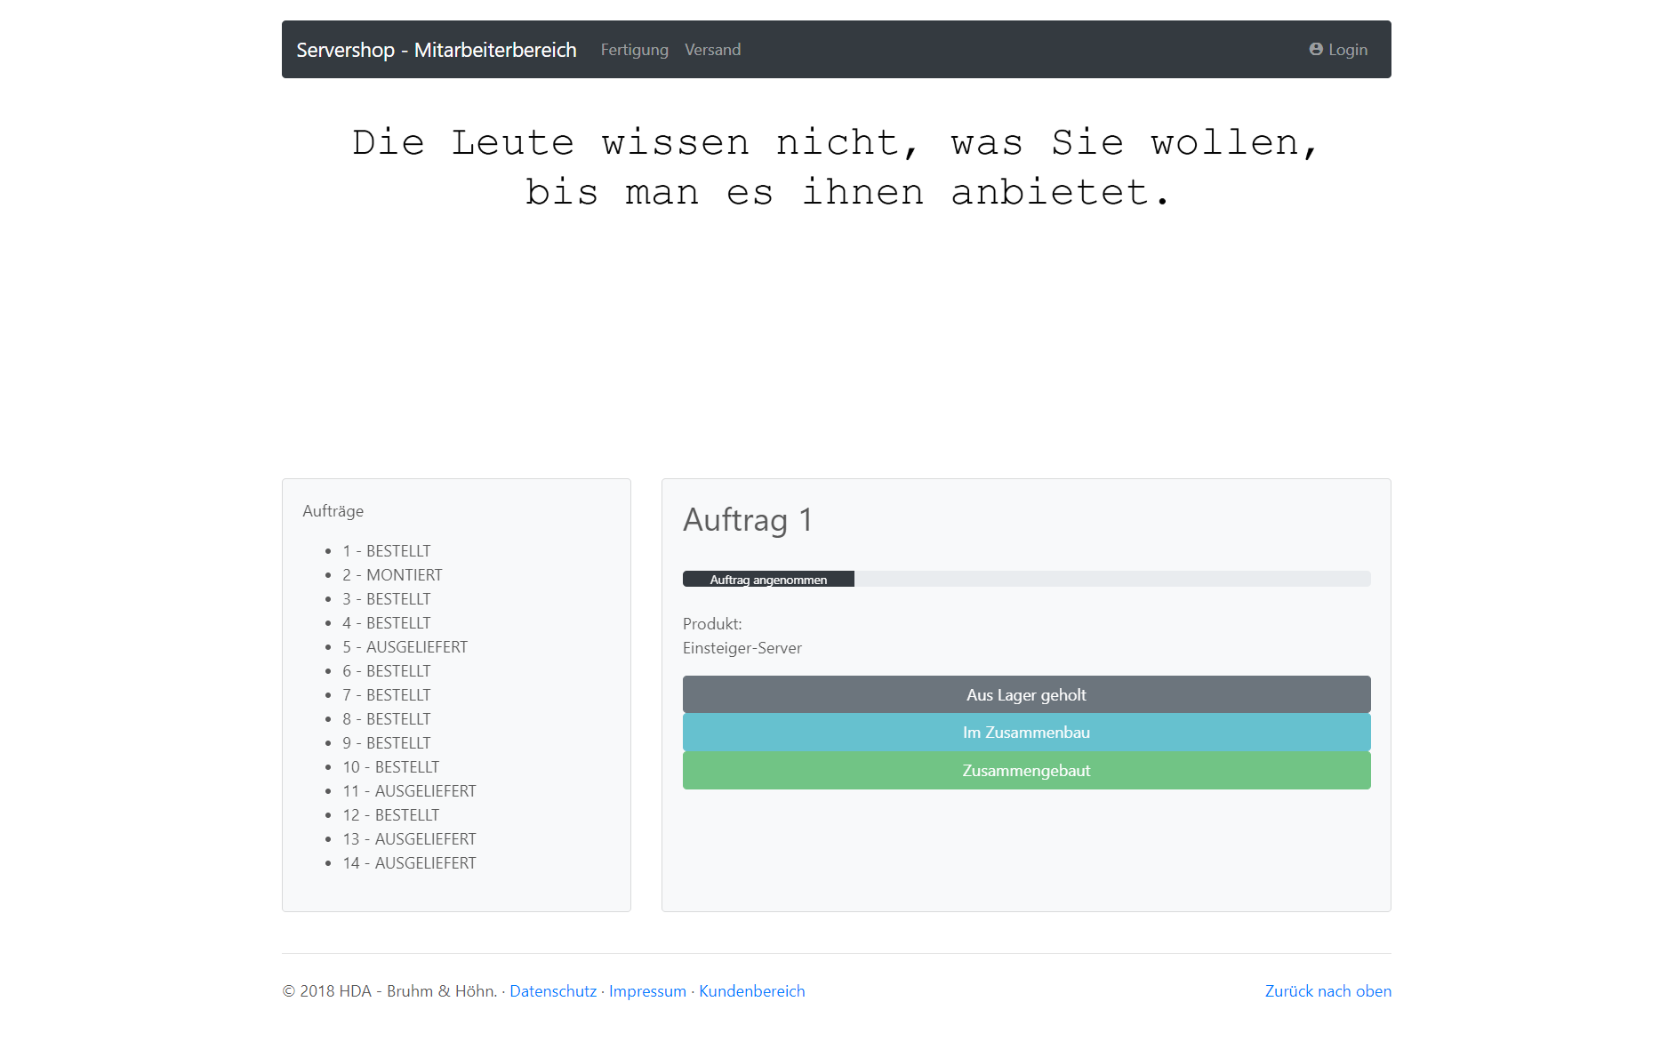 Servershop - Mitarbeiterbereich Fertigung Versand Login
Die Leute wissen nicht, was Sie wollen,
bis man es ihnen anbietet.
Aufträge
1 - BESTELLT
2 - MONTIERT
3 - BESTELLT
4 - BESTELLT
5 - AUSGELIEFERT
6 - BESTELLT
7 - BESTELLT
8 - BESTELLT
9 - BESTELLT
10 - BESTELLT
11 - AUSGELIEFERT
12 - BESTELLT
13 - AUSGELIEFERT
14 - AUSGELIEFERT
Auftrag 1
Auftrag angenommen
Produkt:
Einsteiger-Server
Aus Lager geholt
Im Zusammenbau
Zusammengebaut
© 2018 HDA - Bruhm & Höhn. · Datenschutz · Impressum · Kundenbereich
Zurück nach oben